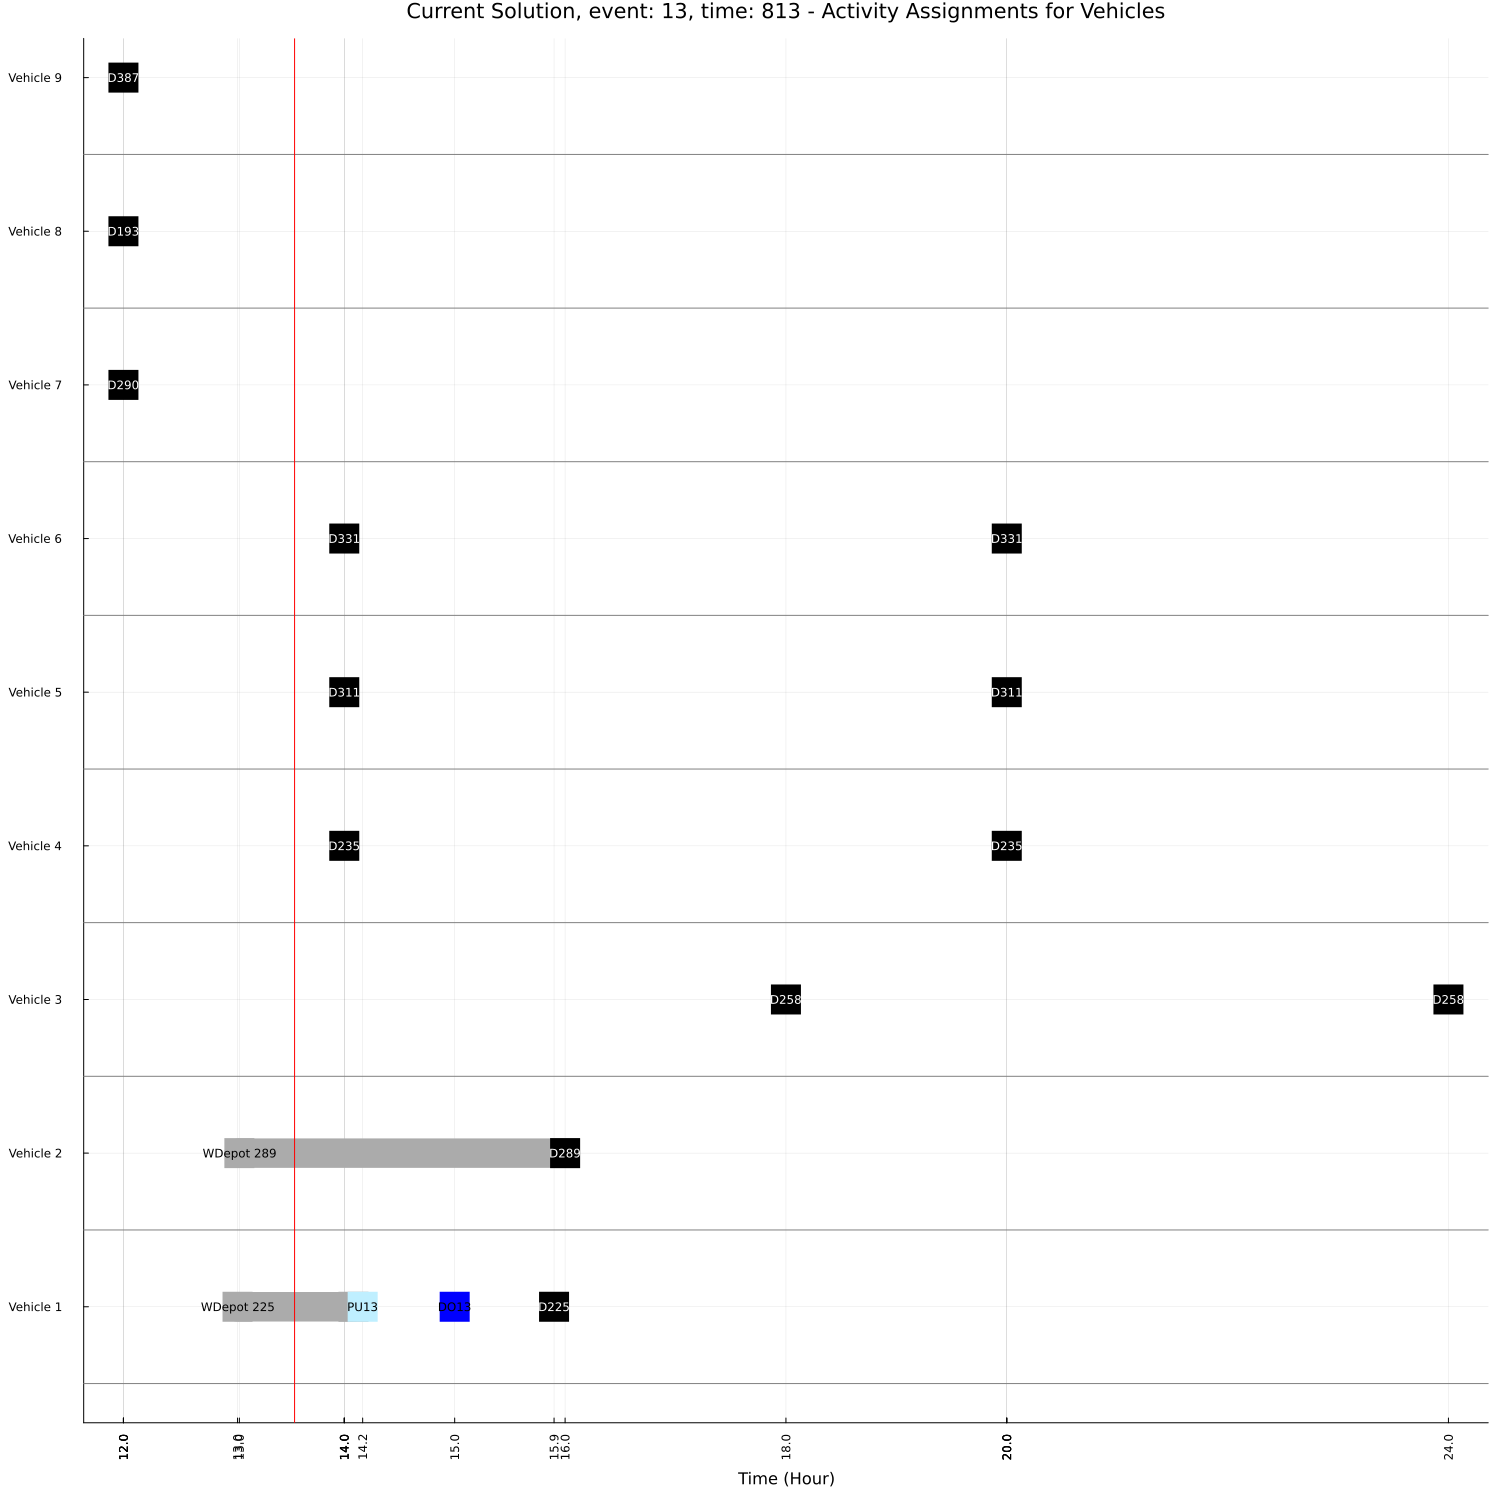 Current Solution, event: 13, time: 813 - Activity Assignments for Vehicles
Vehicle 9
D387
Vehicle 8
D193
Vehicle 7
D290
Vehicle 6
D331
D331
Vehicle 5
D311
D311
Vehicle 4
D235
D235
Vehicle 3
D258
D258
Vehicle 2
WDepot 289
D289
Vehicle 1
WDepot 225
PU13
DO13
D225
12.0
13.0
14.0
14.2
15.0
15.9
16.0
18.0
20.0
24.0
Time (Hour)